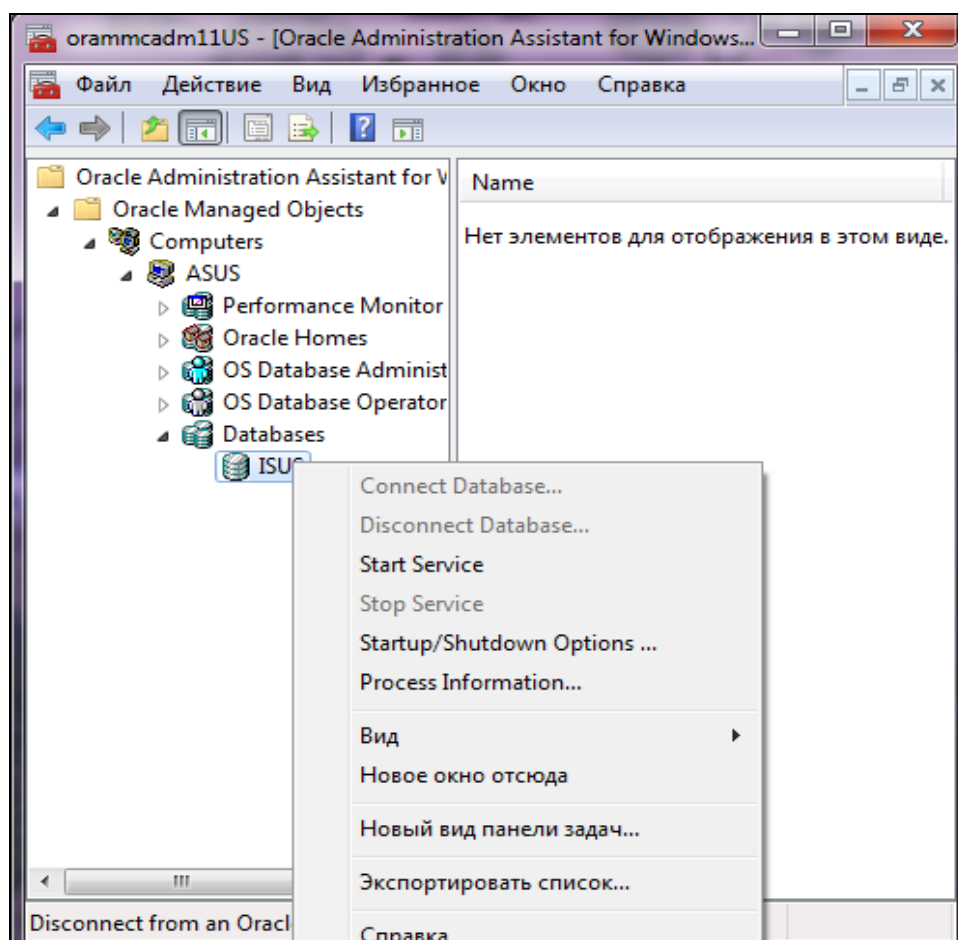 orammcadm11US - [Oracle Administration Assistant for Windows...
Файл Действие Вид Избранное Окно Справка
Oracle Administration Assistant for W
Oracle Managed Objects
Computers
ASUS
Performance Monitor
Oracle Homes
OS Database Administ
OS Database Operator
Databases
ISUS
Name
Нет элементов для отображения в этом виде.
Connect Database...
Disconnect Database...
Start Service
Stop Service
Startup/Shutdown Options ...
Process Information...
Вид
Новое окно отсюда
Новый вид панели задач...
Экспортировать список...
Справка
Disconnect from an Oracl